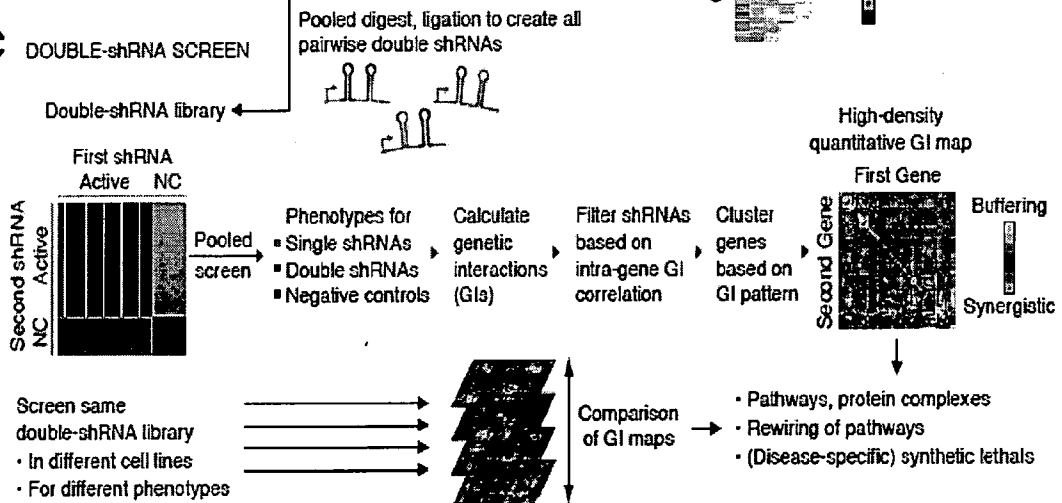 Pooled digest, ligation to create all
pairwise double shRNAs
C DOUBLE-shRNA SCREEN
Double-shRNA library
First shRNA
Active NC
Second shRNA
Active
NC
Pooled
screen
Phenotypes for
▪ Single shRNAs
▪ Double shRNAs
▪ Negative controls
Calculate
genetic
interactions
(GIs)
Filter shRNAs
based on
intra-gene GI
correlation
Cluster
genes
based on
GI pattern
High-density
quantitative GI map
First Gene
Second Gene
Buffering
Synergistic
Screen same
double-shRNA library
· In different cell lines
· For different phenotypes
Comparison
of GI maps
· Pathways, protein complexes
· Rewiring of pathways
· (Disease-specific) synthetic lethals